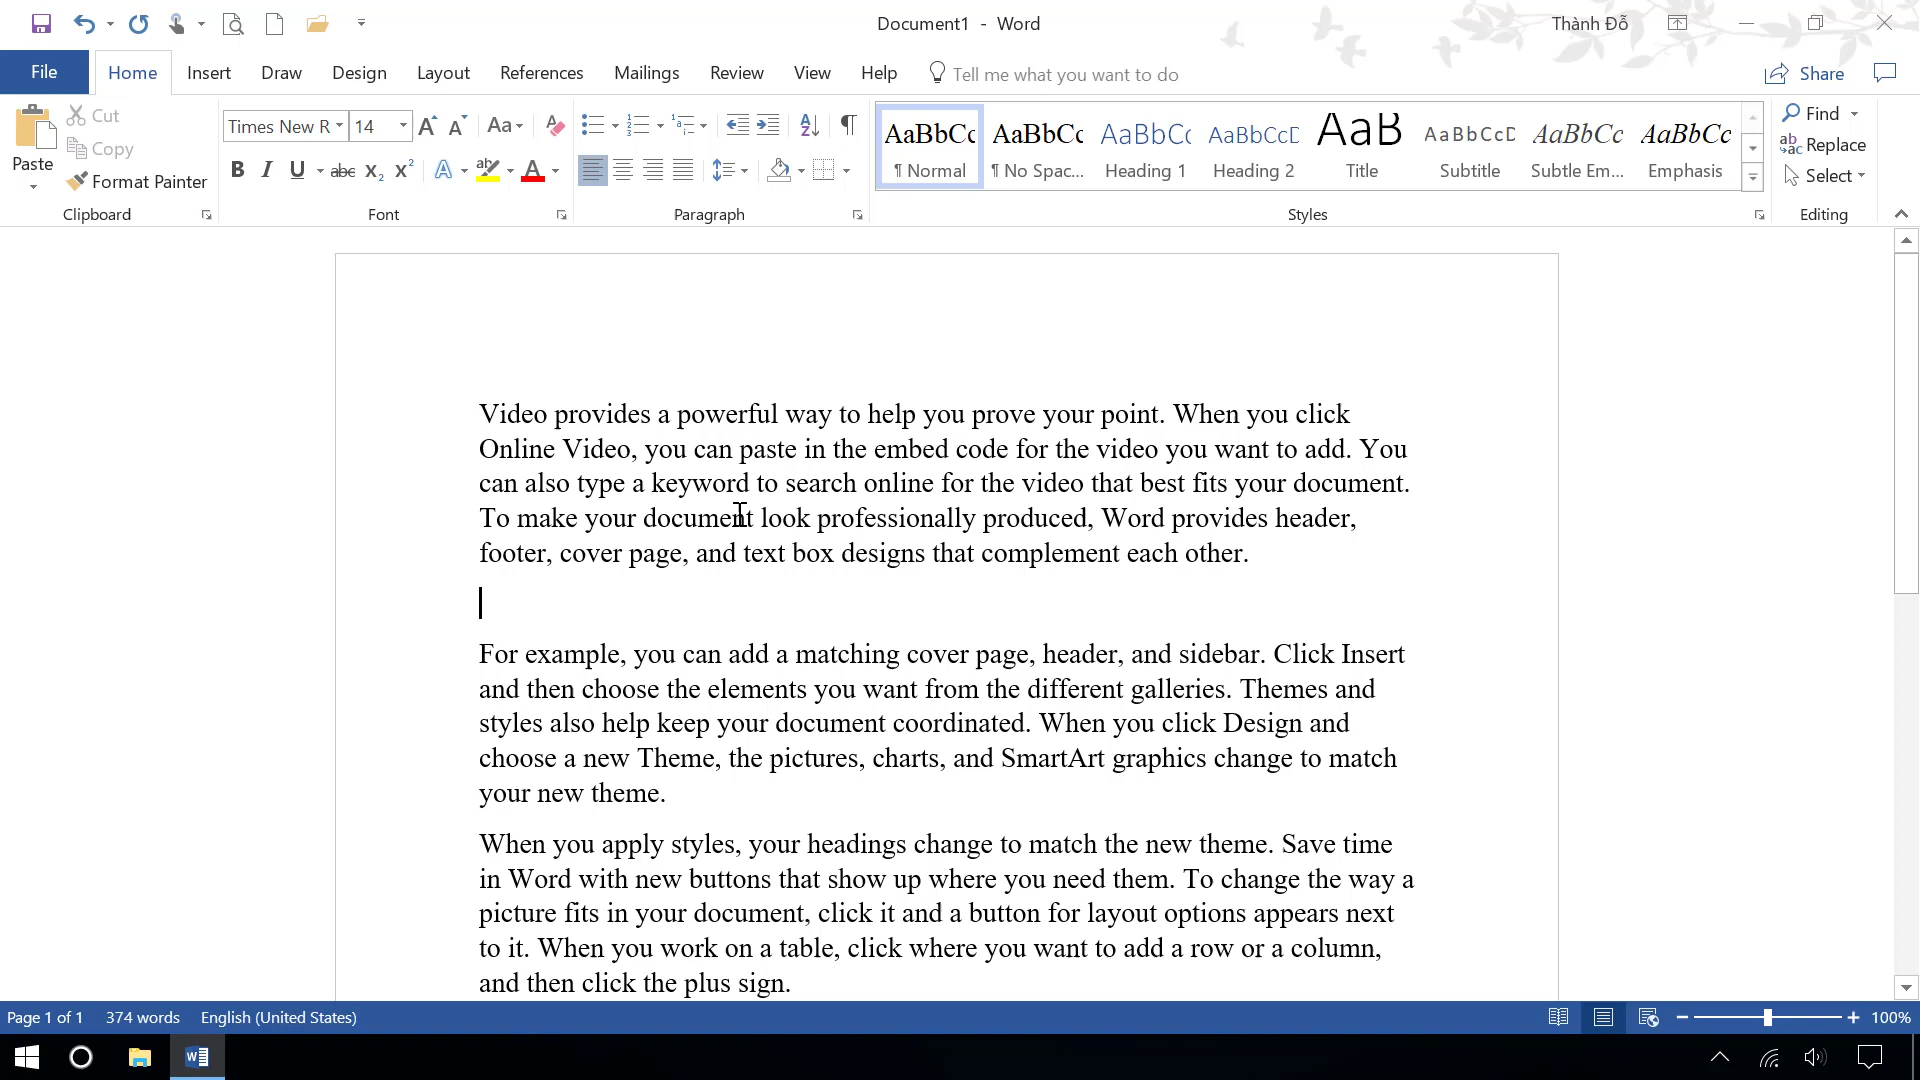 Document1 - Word
Thành Đỗ
File Home Insert Draw Design Layout References Mailings Review View Help Tell me what you want to do Share
Paste
Cut
Copy
Format Painter
Clipboard
Times New R 14
Aa
B I U abc X₂ X² A ab A
Font
Paragraph
AaBbCc AaBbCc AaBbCc AaBbCcD AaB AaBbCcD AaBbCc AaBbCc
¶ Normal ¶ No Spac... Heading 1 Heading 2 Title Subtitle Subtle Em... Emphasis
Styles
Find
Replace
Select
Editing
Video provides a powerful way to help you prove your point. When you click
Online Video, you can paste in the embed code for the video you want to add. You
can also type a keyword to search online for the video that best fits your document.
To make your document look professionally produced, Word provides header,
footer, cover page, and text box designs that complement each other.
For example, you can add a matching cover page, header, and sidebar. Click Insert
and then choose the elements you want from the different galleries. Themes and
styles also help keep your document coordinated. When you click Design and
choose a new Theme, the pictures, charts, and SmartArt graphics change to match
your new theme.
When you apply styles, your headings change to match the new theme. Save time
in Word with new buttons that show up where you need them. To change the way a
picture fits in your document, click it and a button for layout options appears next
to it. When you work on a table, click where you want to add a row or a column,
and then click the plus sign.
Page 1 of 1 374 words English (United States) 100%